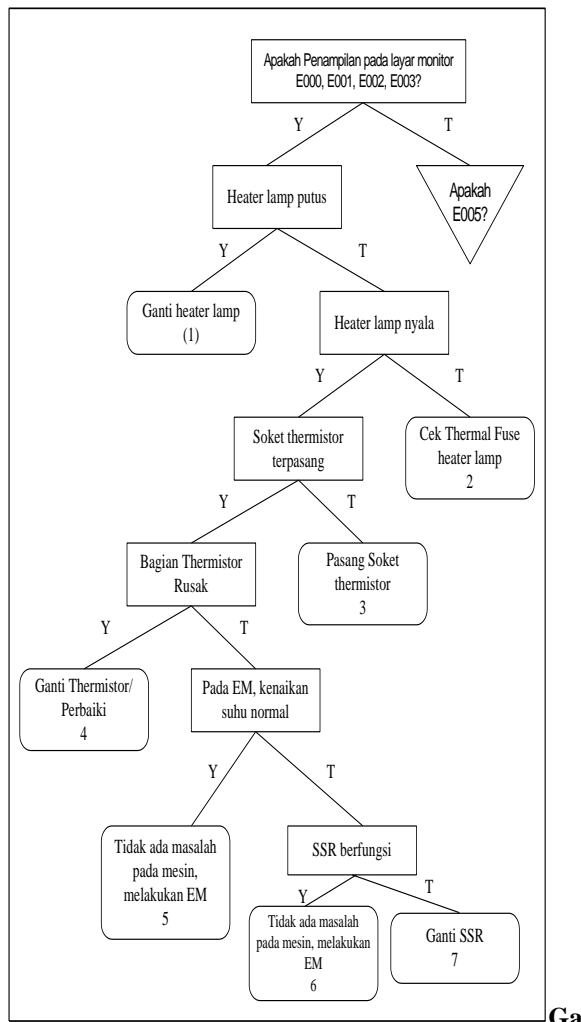 Apakah Penampilan pada layar monitor
E000, E001, E002, E003?
Y
T
Heater lamp putus
Apakah
E005?
Y
T
Ganti heater lamp
(1)
Heater lamp nyala
Y
T
Soket thermistor
terpasang
Cek Thermal Fuse
heater lamp
2
Y
T
Bagian Thermistor
Rusak
Pasang Soket
thermistor
3
Y
T
Ganti Thermistor/
Perbaiki
4
Pada EM, kenaikan
suhu normal
Y
T
Tidak ada masalah
pada mesin,
melakukan EM
5
SSR berfungsi
Y
T
Tidak ada masalah
pada mesin, melakukan
EM
6
Ganti SSR
7
Ga